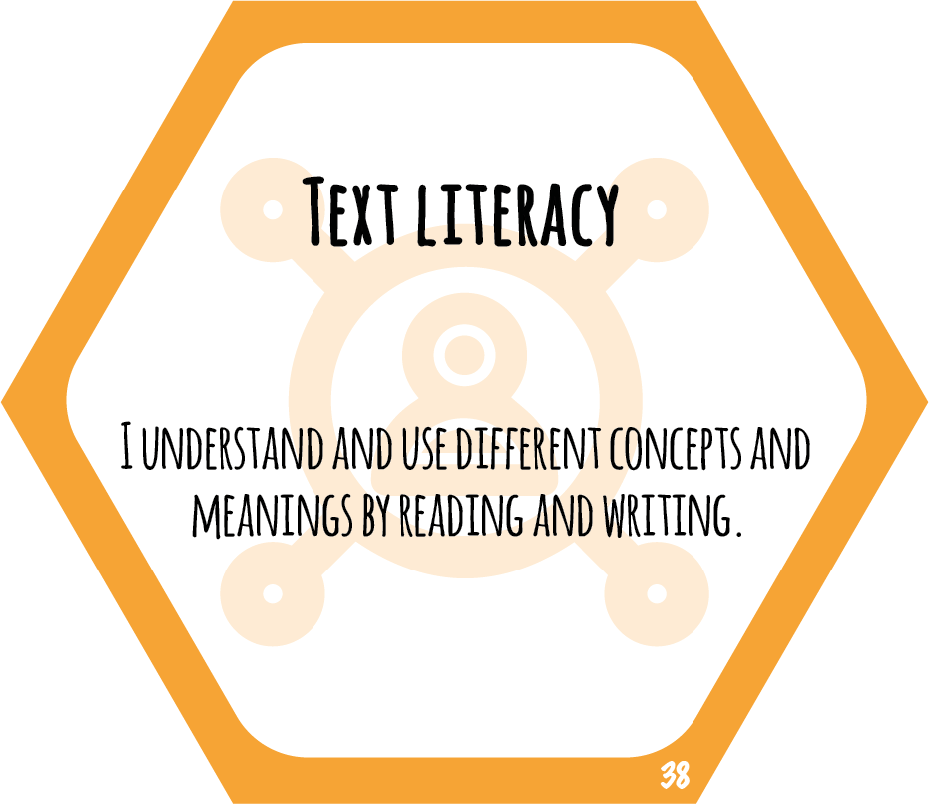 Text literacy
I understand and use different concepts and
meanings by reading and writing.
38